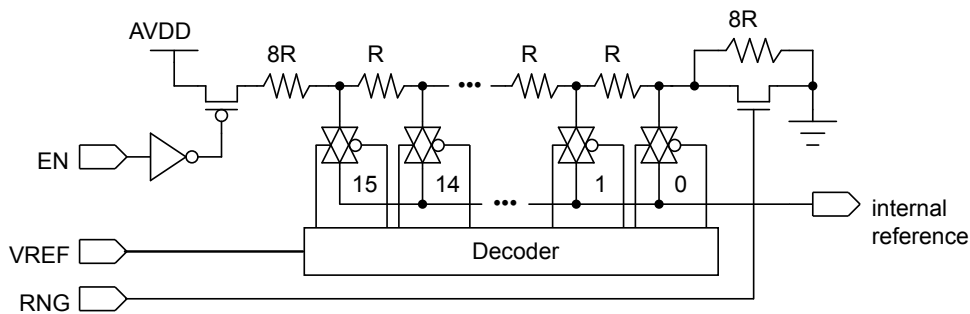 8R
AVDD
8R
R
R
R
...
EN
15
14
1
0
...
internal
reference
VREF
Decoder
RNG